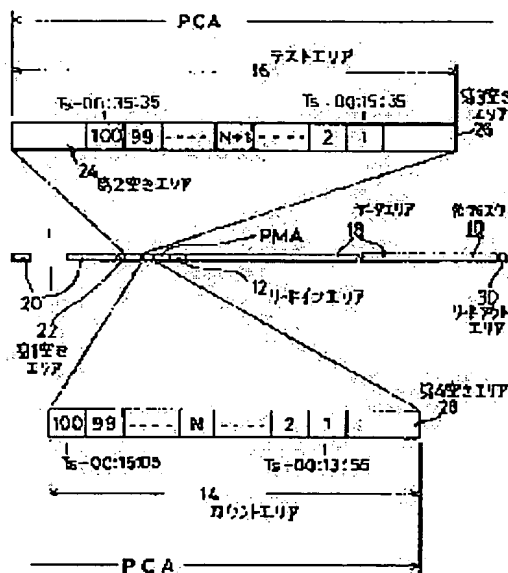 PCA
テストエリア
16
Ts-00:35:35
Ts-00:15:35
第3空き
エリア
26
100 99 ---- N+1 ---- 2 1
24
第2空きエリア
PMA
データエリア
18
光ディスク
10
20
22
第1空き
エリア
12 リードインエリア
30
リードアウト
エリア
第4空きエリア
28
100 99 ---- N ---- 2 1
Ts-00:15:05
Ts-00:13:55
14
カウントエリア
PCA